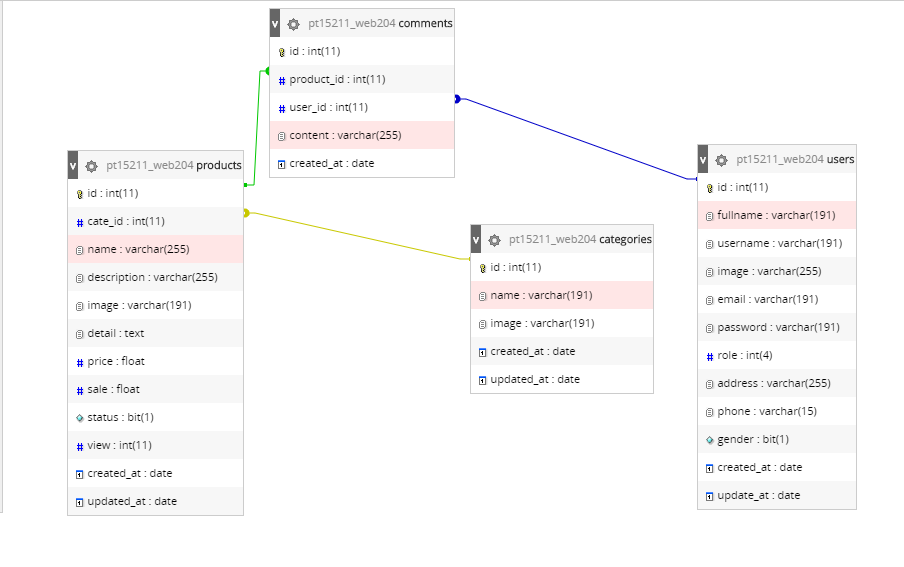 v pt15211_web204 comments
id : int(11)
product_id : int(11)
user_id : int(11)
content : varchar(255)
created_at : date
v pt15211_web204 products
id : int(11)
cate_id : int(11)
name : varchar(255)
description : varchar(255)
image : varchar(191)
detail : text
price : float
sale : float
status : bit(1)
view : int(11)
created_at : date
updated_at : date
v pt15211_web204 categories
id : int(11)
name : varchar(191)
image : varchar(191)
created_at : date
updated_at : date
v pt15211_web204 users
id : int(11)
fullname : varchar(191)
username : varchar(191)
image : varchar(255)
email : varchar(191)
password : varchar(191)
role : int(4)
address : varchar(255)
phone : varchar(15)
gender : bit(1)
created_at : date
update_at : date